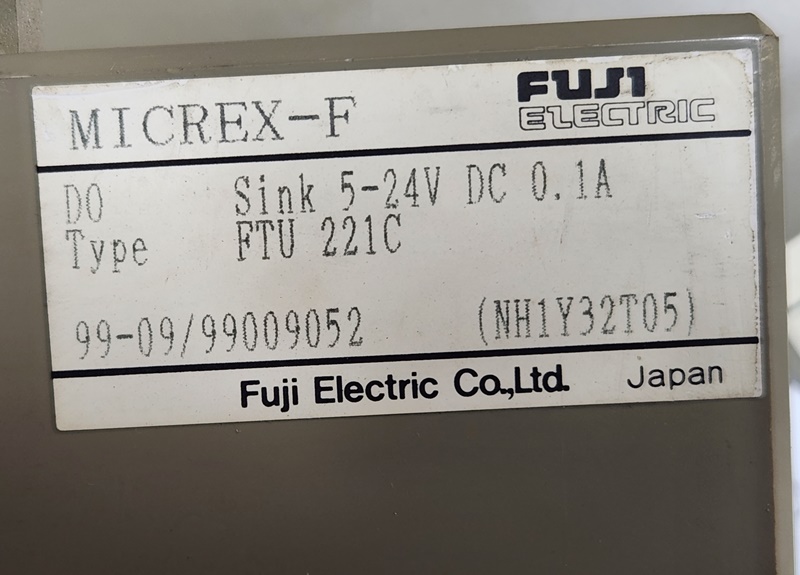 MICREX-F
FUJI
ELECTRIC
DO Sink 5-24V DC 0.1A
Type FTU 221C
99-09/99009052 (NH1Y32T05)
Fuji Electric Co.,Ltd. Japan